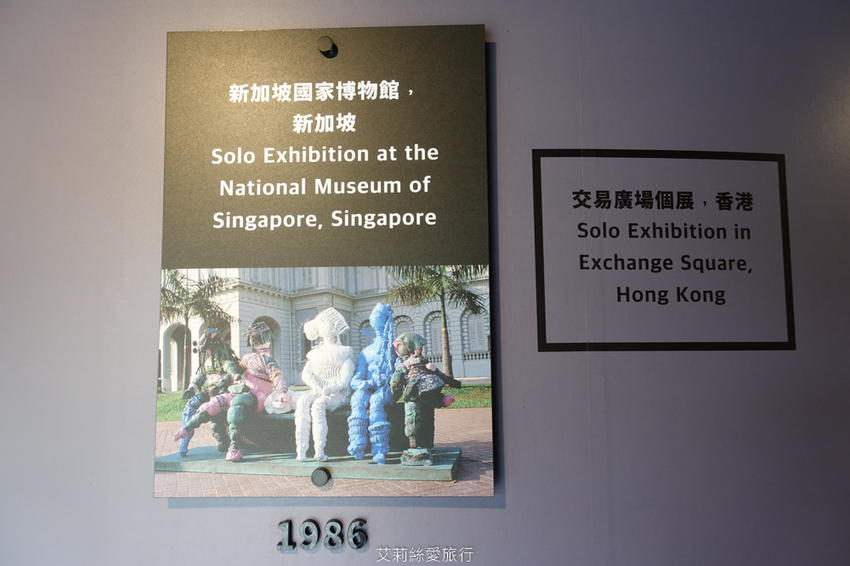 新加坡國家博物館，
新加坡
Solo Exhibition at the
National Museum of
Singapore, Singapore
交易廣場個展，香港
Solo Exhibition in
Exchange Square,
Hong Kong
1986
艾莉絲愛旅行